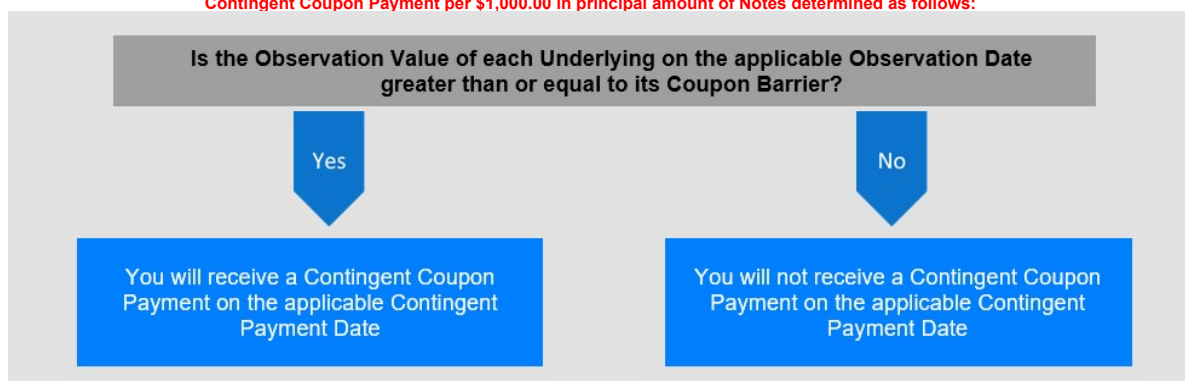 Contingent Coupon Payment per $1,000.00 in principal amount of Notes determined as follows:
Is the Observation Value of each Underlying on the applicable Observation Date
greater than or equal to its Coupon Barrier?
Yes
No
You will receive a Contingent Coupon
Payment on the applicable Contingent
Payment Date
You will not receive a Contingent Coupon
Payment on the applicable Contingent
Payment Date